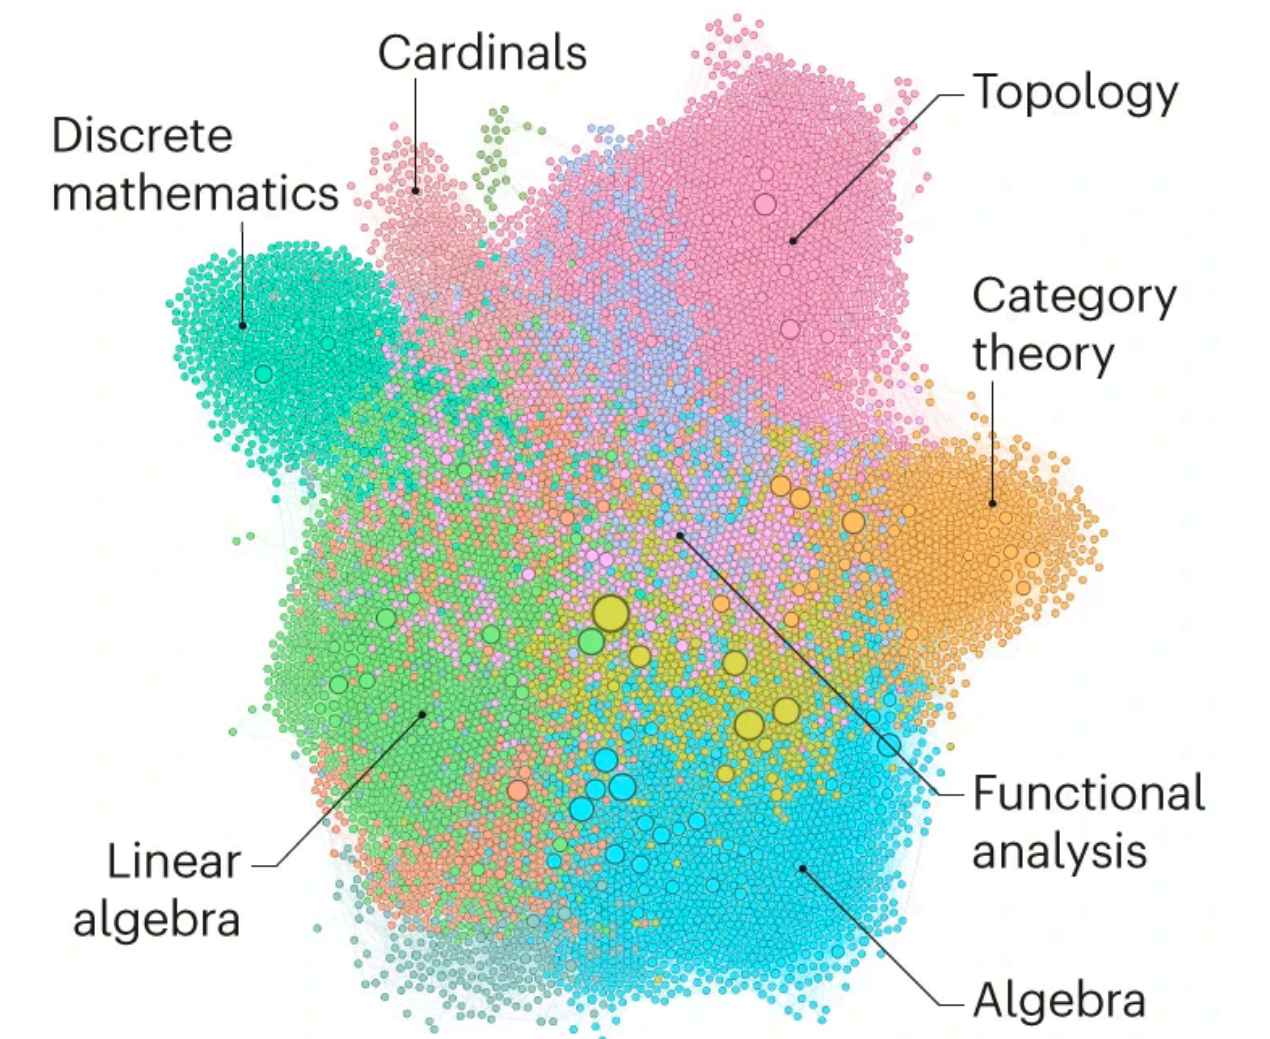 Cardinals
Topology
Discrete
mathematics
Category
theory
Functional
analysis
Linear
algebra
Algebra